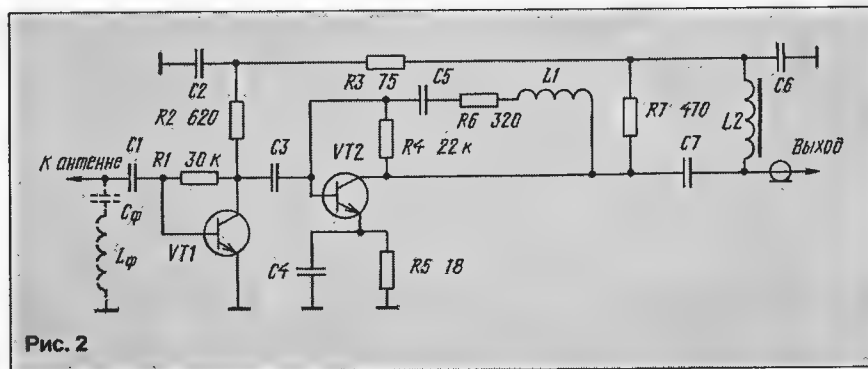 C2
R2 620
R3 75
C5
R6 320
L1
R4 22 к
R7 470
C6
L2
C7
Выход
К антенне
C1
R1 30 к
C3
VT2
Cф
Lф
VT1
C4
R5 18
Рис. 2